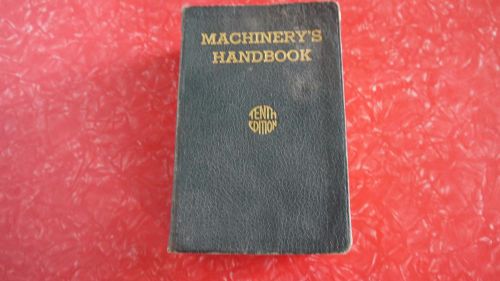 MACHINERY'S
HANDBOOK
TENTH
EDITION